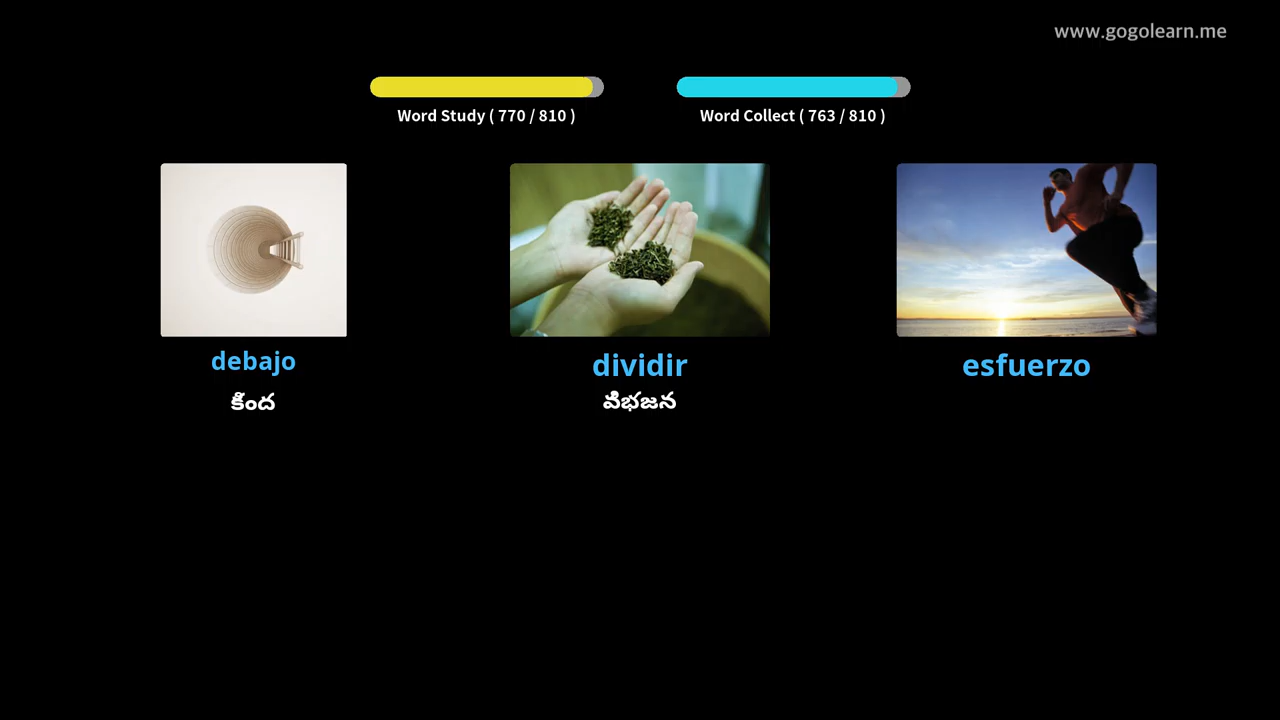 www.gogolearn.me
Word Study ( 770 / 810 )
Word Collect ( 763 / 810 )
debajo
dividir
esfuerzo
కింద
విభజన